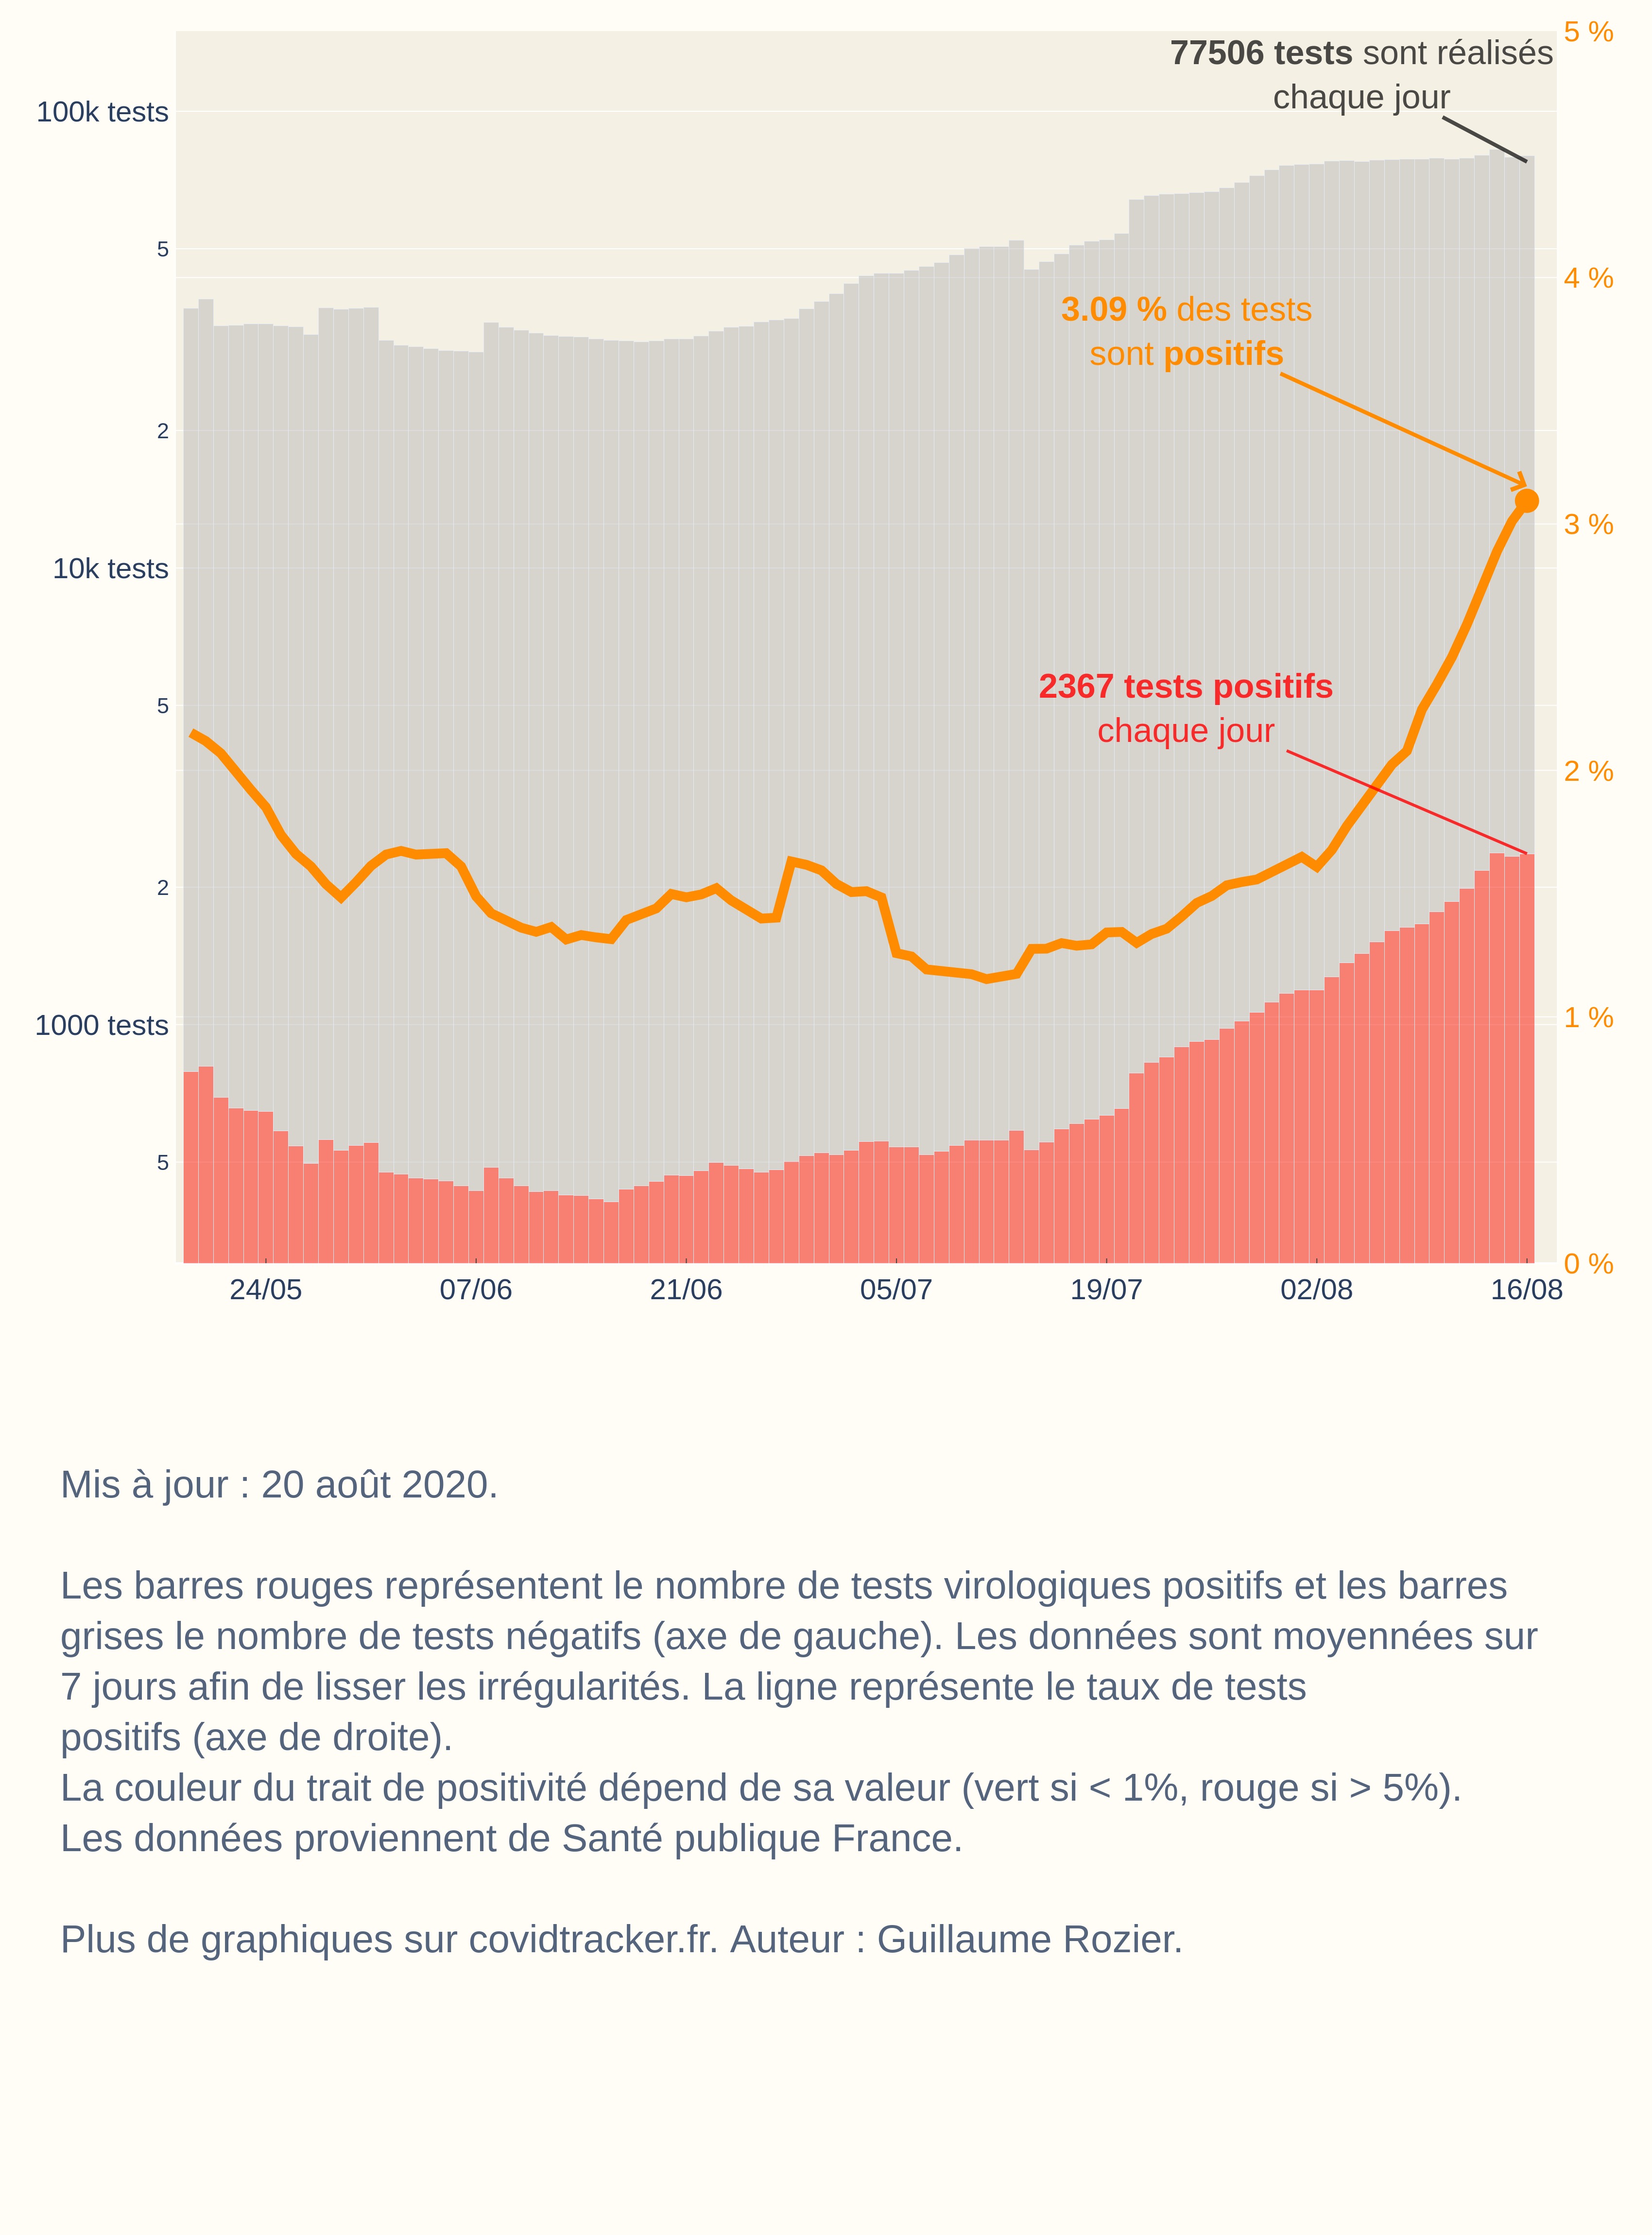 5 %
77506 tests sont réalisés
chaque jour
100k tests
5
4 %
3.09 % des tests
sont positifs
2
3 %
10k tests
2367 tests positifs
5
chaque jour
2 %
2
1000 tests
1 %
5
0 %
24/05 07/06 21/06 05/07 19/07 02/08 16/08
Mis à jour : 20 août 2020.
Les barres rouges représentent le nombre de tests virologiques positifs et les barres
grises le nombre de tests négatifs (axe de gauche). Les données sont moyennées sur
7 jours afin de lisser les irrégularités. La ligne représente le taux de tests
positifs (axe de droite).
La couleur du trait de positivité dépend de sa valeur (vert si < 1%, rouge si > 5%).
Les données proviennent de Santé publique France.
Plus de graphiques sur covidtracker.fr. Auteur : Guillaume Rozier.